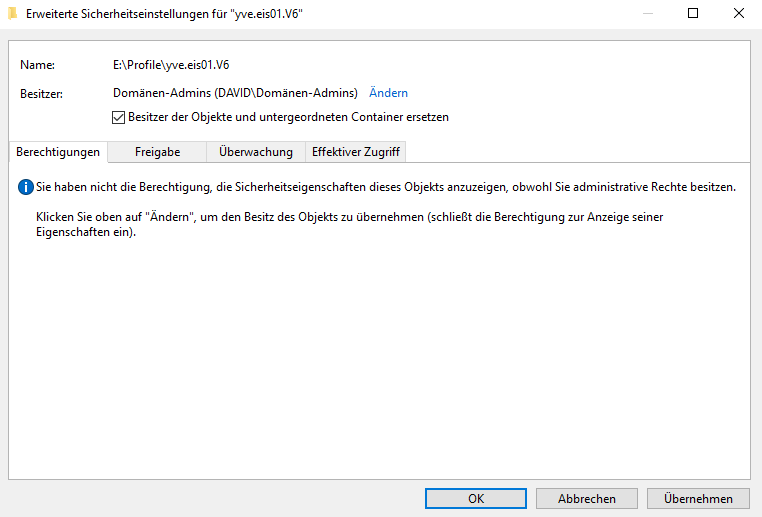 Erweiterte Sicherheitseinstellungen für "yve.eis01.V6"
Name: E:\Profile\yve.eis01.V6
Besitzer: Domänen-Admins (DAVID\Domänen-Admins) Ändern
Besitzer der Objekte und untergeordneten Container ersetzen
Berechtigungen Freigabe Überwachung Effektiver Zugriff
Sie haben nicht die Berechtigung, die Sicherheitseigenschaften dieses Objekts anzuzeigen, obwohl Sie administrative Rechte besitzen.
Klicken Sie oben auf "Ändern", um den Besitz des Objekts zu übernehmen (schließt die Berechtigung zur Anzeige seiner
Eigenschaften ein).
OK Abbrechen Übernehmen